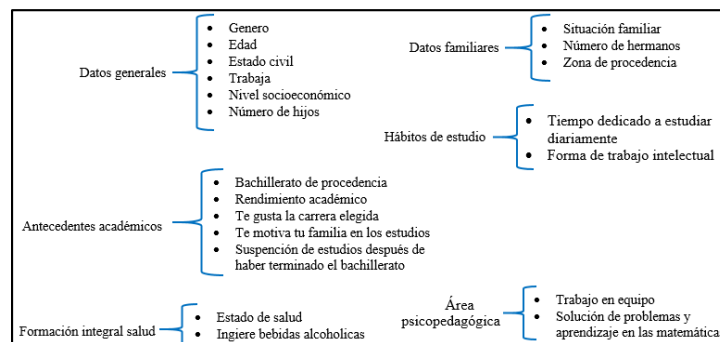 Datos generales
• Genero
• Edad
• Estado civil
• Trabaja
• Nivel socioeconómico
• Número de hijos
Datos familiares
• Situación familiar
• Número de hermanos
• Zona de procedencia
Hábitos de estudio
• Tiempo dedicado a estudiar
diariamente
• Forma de trabajo intelectual
Antecedentes académicos
• Bachillerato de procedencia
• Rendimiento académico
• Te gusta la carrera elegida
• Te motiva tu familia en los estudios
• Suspención de estudios después de
haber terminado el bachillerato
Formación integral salud
• Estado de salud
• Ingiere bebidas alcoholicas
Área
psicopedagógica
• Trabajo en equipo
• Solución de problemas y
aprendizaje en las matemática